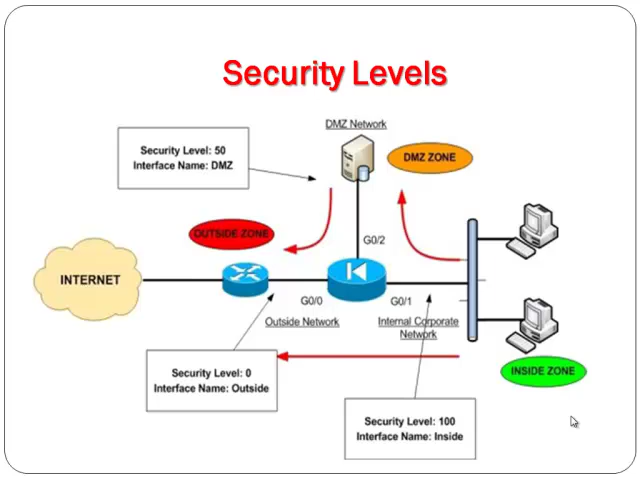 Security Levels
DMZ Network
Security Level: 50
Interface Name: DMZ
DMZ ZONE
OUTSIDE ZONE
G0/2
INTERNET
G0/0
G0/1
Outside Network
Internal Corporate
Network
Security Level: 0
Interface Name: Outside
INSIDE ZONE
Security Level: 100
Interface Name: Inside